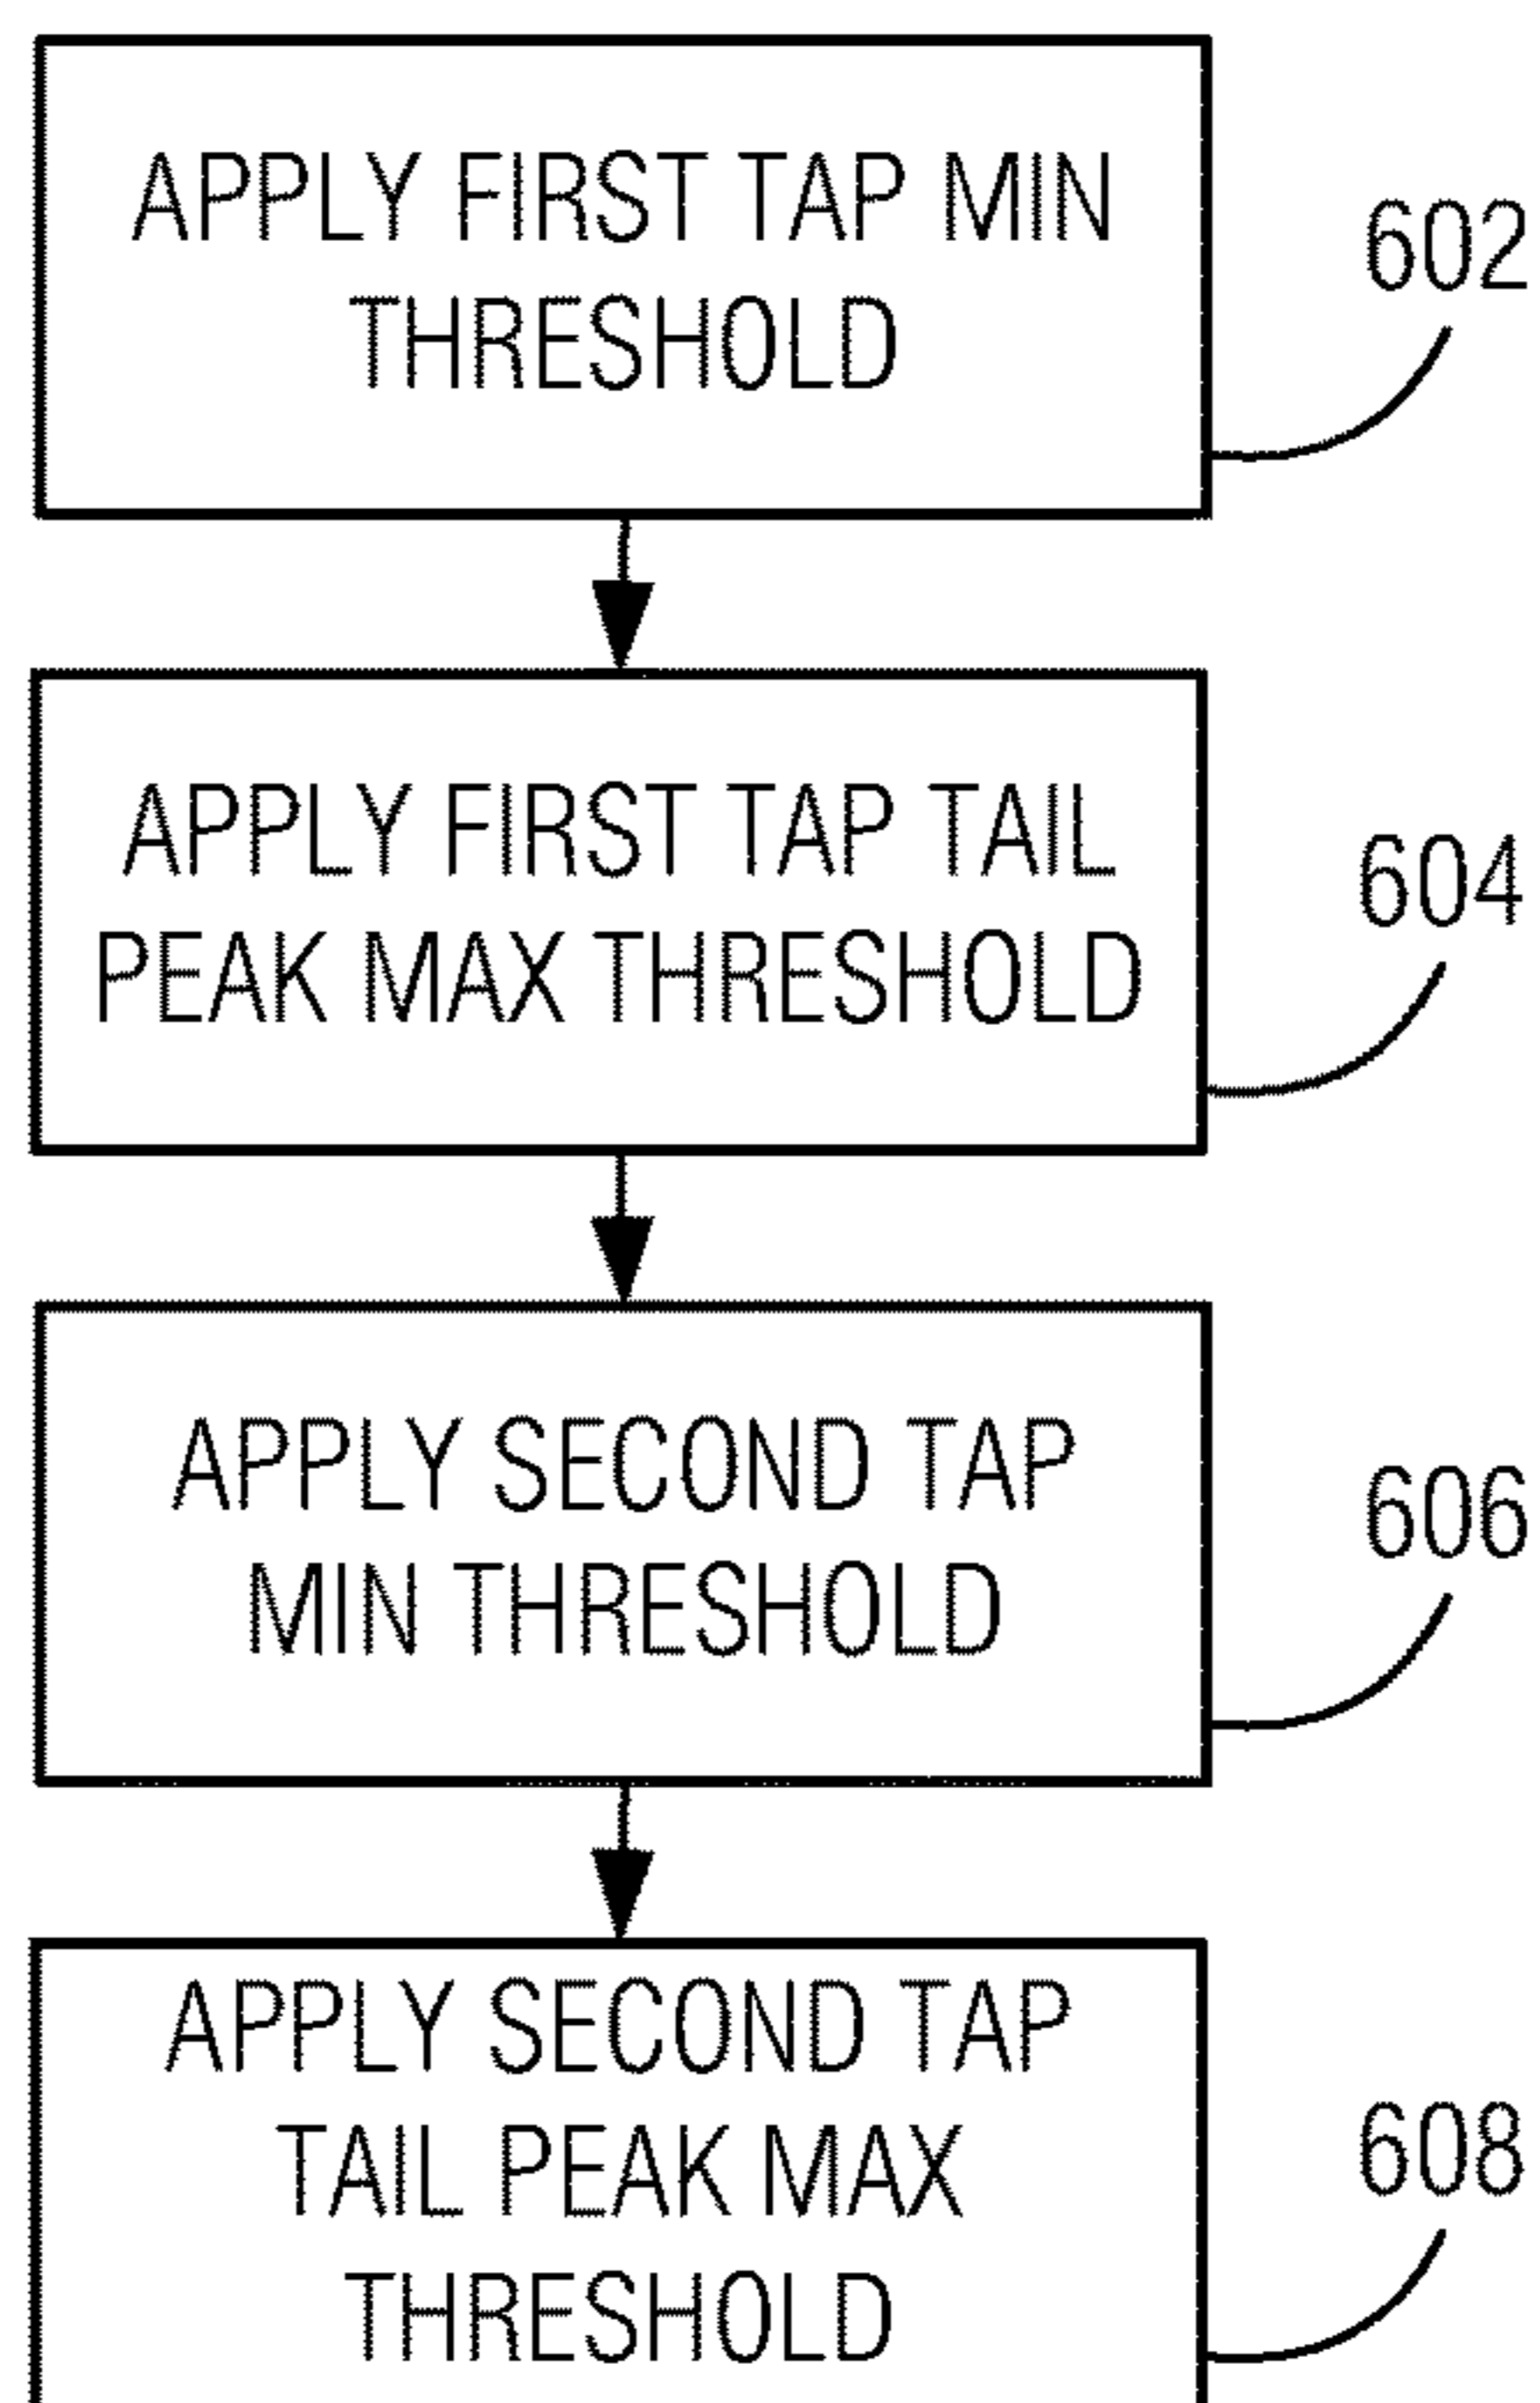 APPLY FIRST TAP MIN
THRESHOLD
602
APPLY FIRST TAP TAIL
PEAK MAX THRESHOLD
604
APPLY SECOND TAP
MIN THRESHOLD
606
APPLY SECOND TAP
TAIL PEAK MAX
THRESHOLD
608